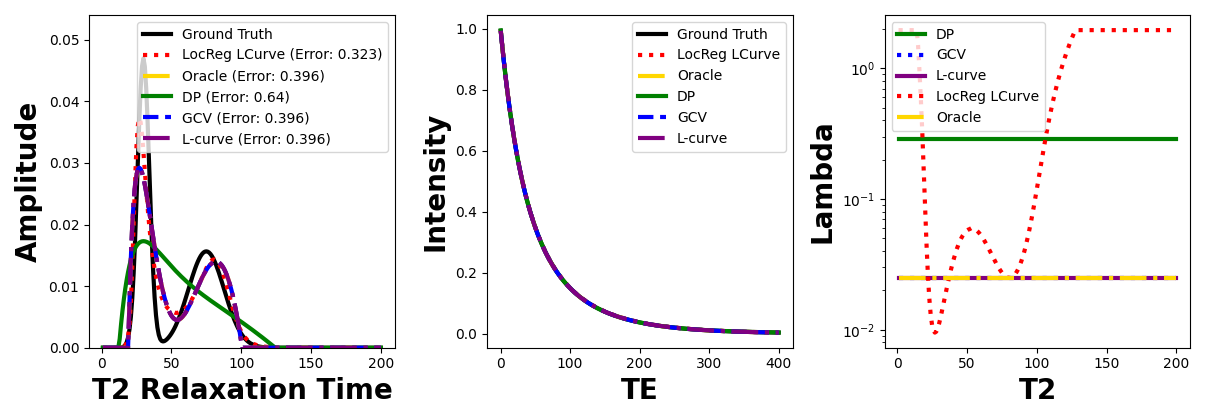 Amplitude
0.05
0.04
0.03
0.02
0.01
0.00
Ground Truth
LocReg LCurve (Error: 0.323)
Oracle (Error: 0.396)
DP (Error: 0.64)
GCV (Error: 0.396)
L-curve (Error: 0.396)
0
50
100
150
200
T2 Relaxation Time
Intensity
1.0
0.8
0.6
0.4
0.2
0.0
Ground Truth
LocReg LCurve
Oracle
DP
GCV
L-curve
0
100
200
300
400
TE
Lambda
10⁰
10⁻¹
10⁻²
DP
GCV
L-curve
LocReg LCurve
Oracle
0
50
100
150
200
T2